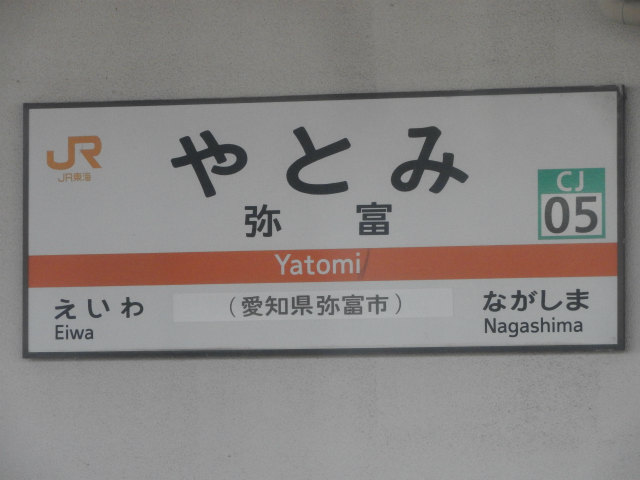 JR
JR東海
やとみ
弥富
CJ
05
Yatomi
えいわ
Eiwa
(愛知県弥富市)
ながしま
Nagashima